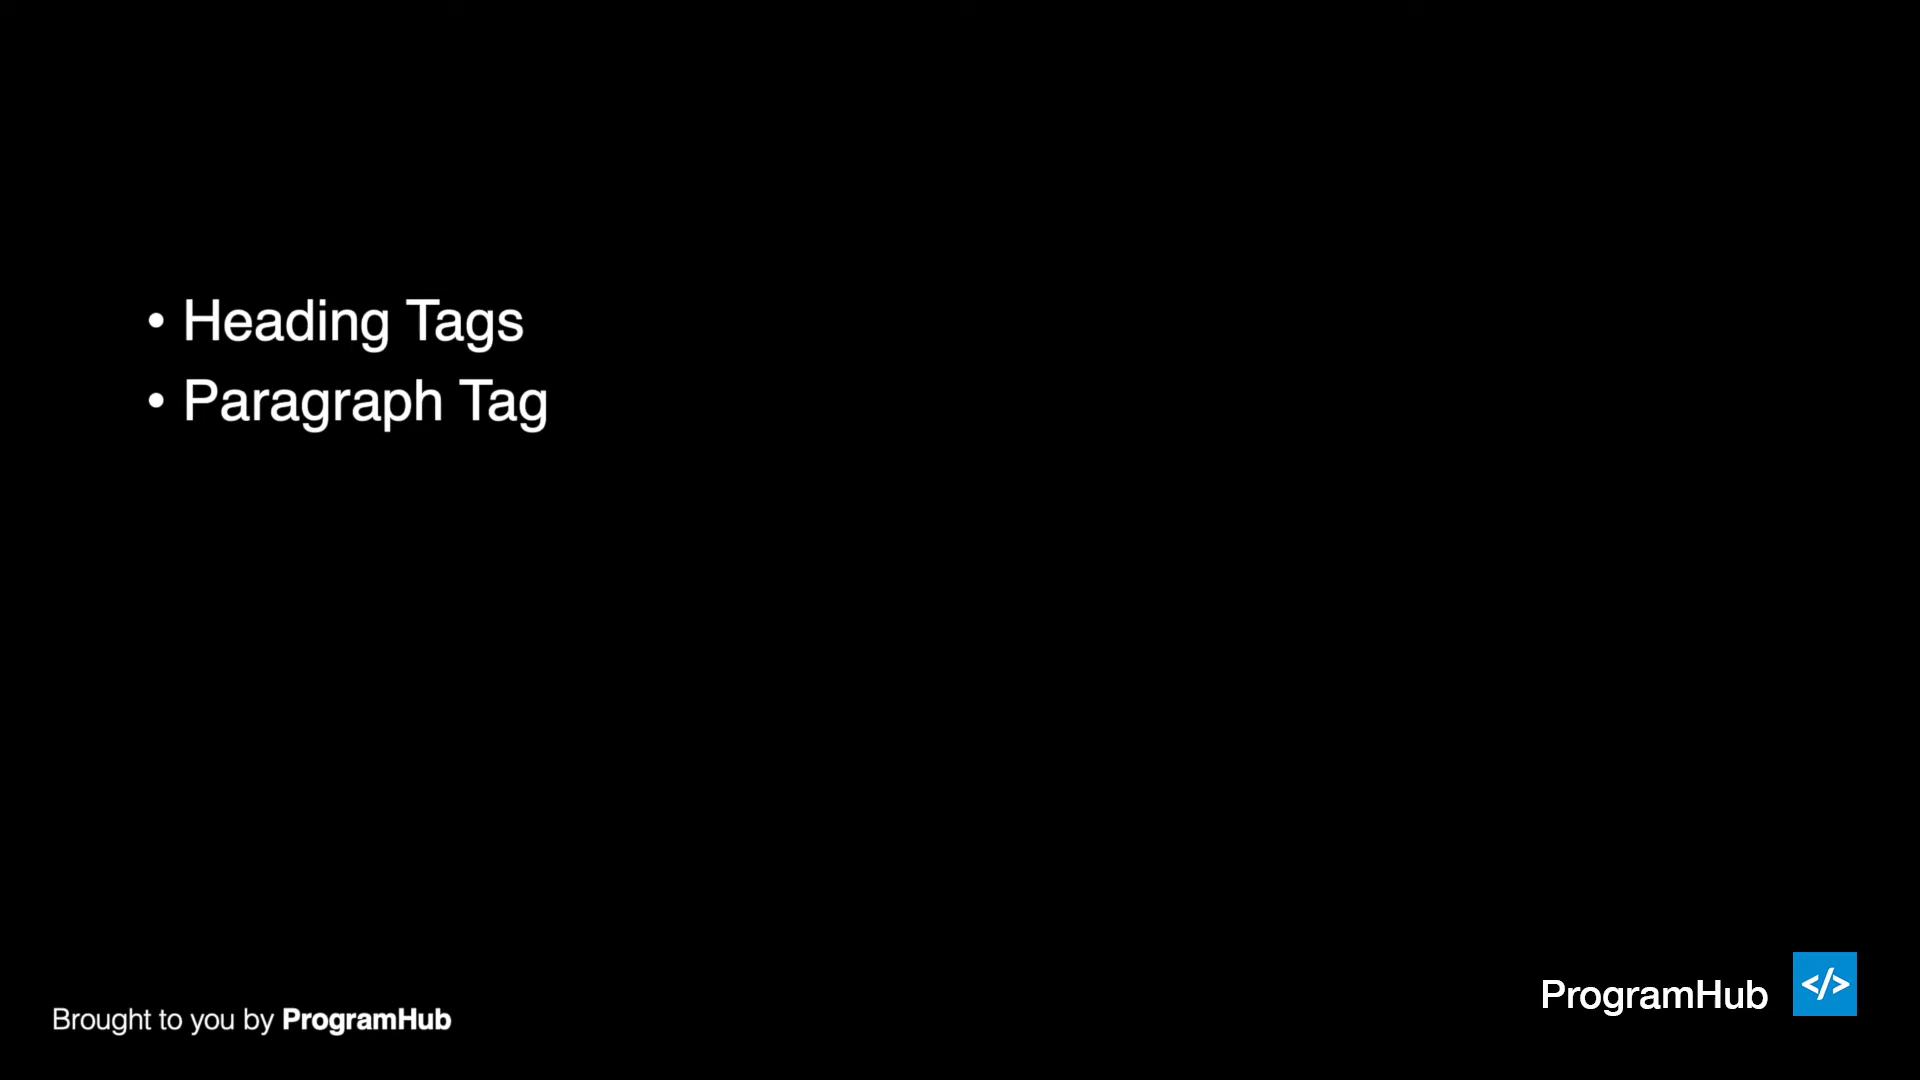 • Heading Tags
• Paragraph Tag
Brought to you by ProgramHub
ProgramHub </>